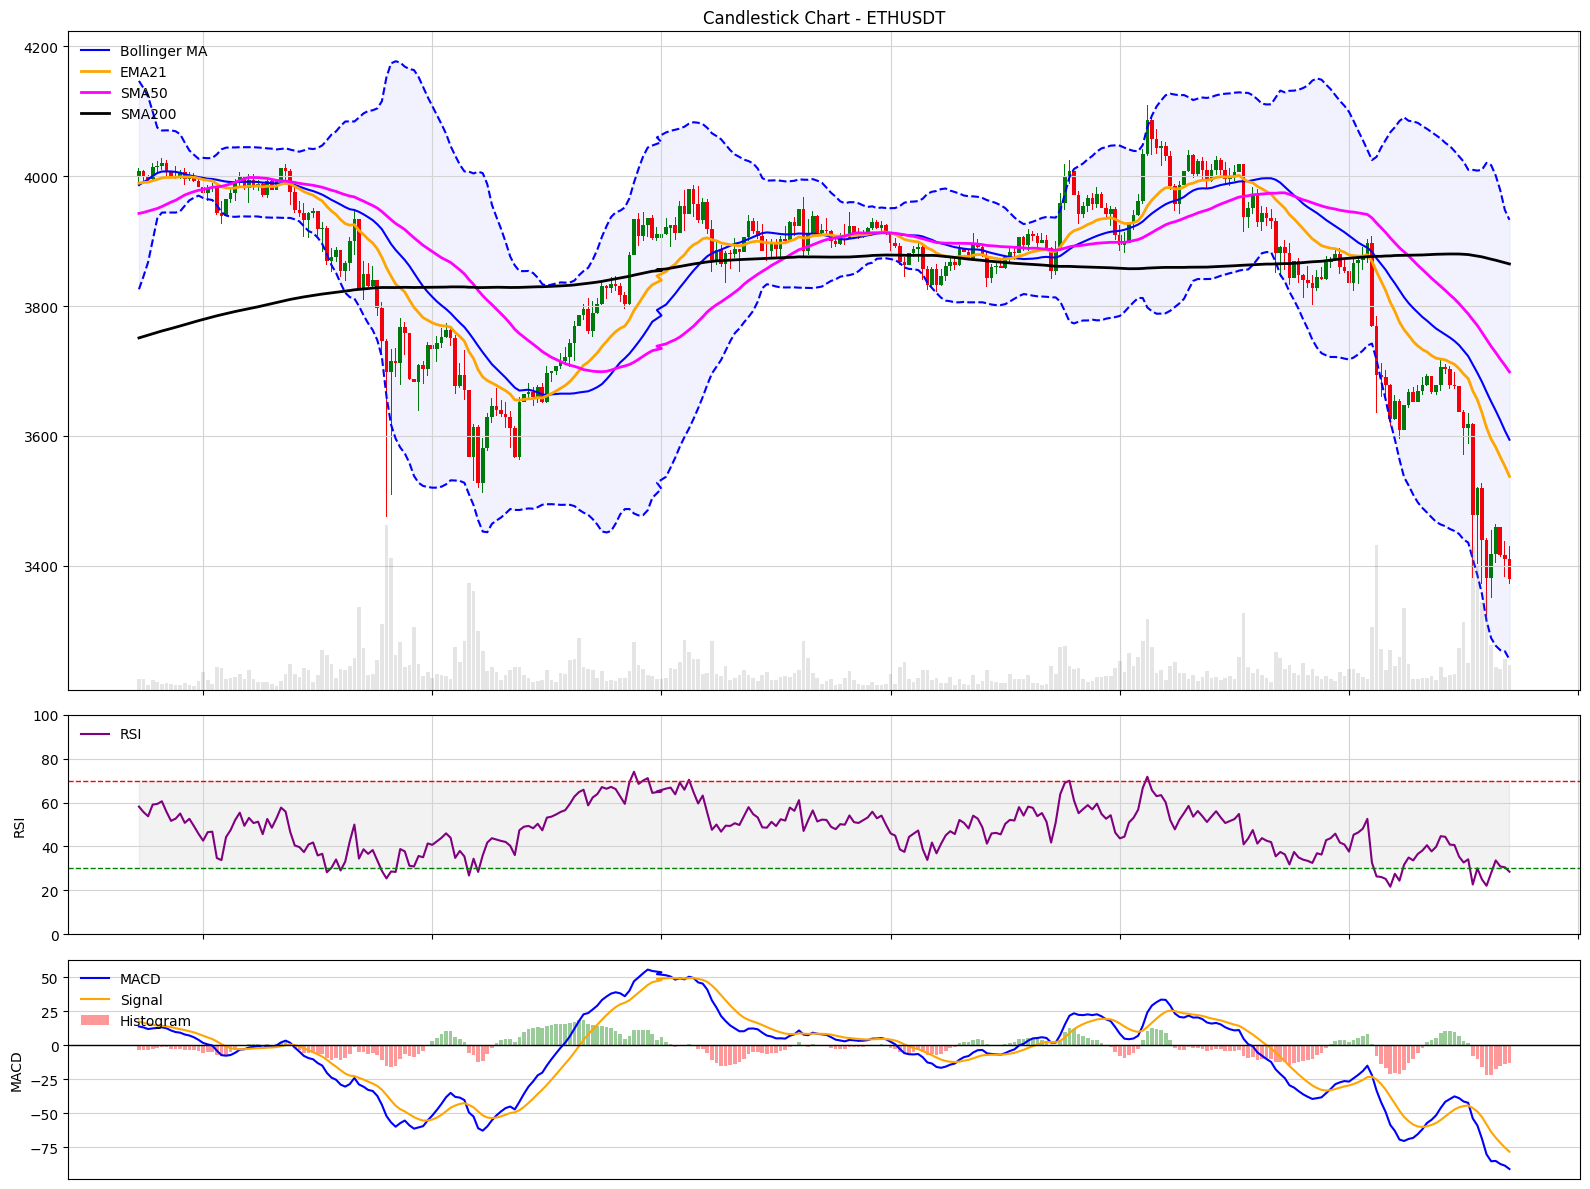 Candlestick Chart - ETHUSDT
4200
4000
3800
3600
3400
Bollinger MA
EMA21
SMA50
SMA200
100
80
60
40
20
0
RSI
RSI
50
25
0
−25
−50
−75
MACD
MACD
Signal
Histogram